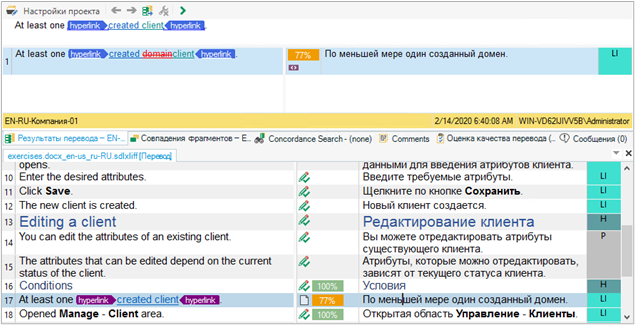 Настройки проекта
At least one hyperlink created client hyperlink.
1 At least one hyperlink created domainclient hyperlink. 77% По меньшей мере один созданный домен. LI
EN-RU-Компания-01 2/14/2020 6:40:08 AM WIN-VD62IJIVV5B\Administrator
Результаты перевода – EN-... Совпадения фрагментов – E... Concordance Search - (none) Comments Оценка качества перевода (... Сообщения (0)
exercises.docx_en-us_ru-RU.sdlxliff [Перевод]
opens. данными для введения атрибутов клиента.
10 Enter the desired attributes. Введите требуемые атрибуты. LI
11 Click Save. Щелкните по кнопке Сохранить. LI
12 The new client is created. Новый клиент создается. LI
13 Editing a client Редактирование клиента H
14 You can edit the attributes of an existing client. Вы можете отредактировать атрибуты P
существующего клиента.
15 The attributes that can be edited depend on the current Атрибуты, которые можно отредактировать,
status of the client. зависят от текущего статуса клиента.
16 Conditions 100% Условия H
17 At least one hyperlink created client hyperlink. 77% По меньшей мере один созданный домен. LI
18 Opened Manage - Client area. 100% Открытая область Управление - Клиенты. LI